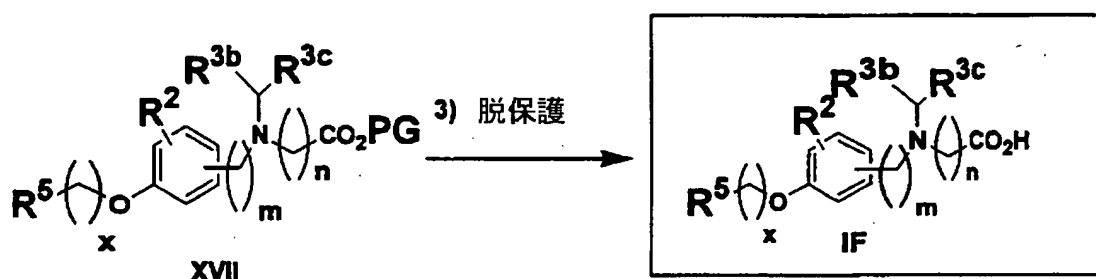 R3b R3c
R2
N ( )n CO2PG
R5 ( )x O ( )m
XVII
3) 脱保護
R3b R3c
R2
N ( )n CO2H
R5 ( )x O ( )m
IF